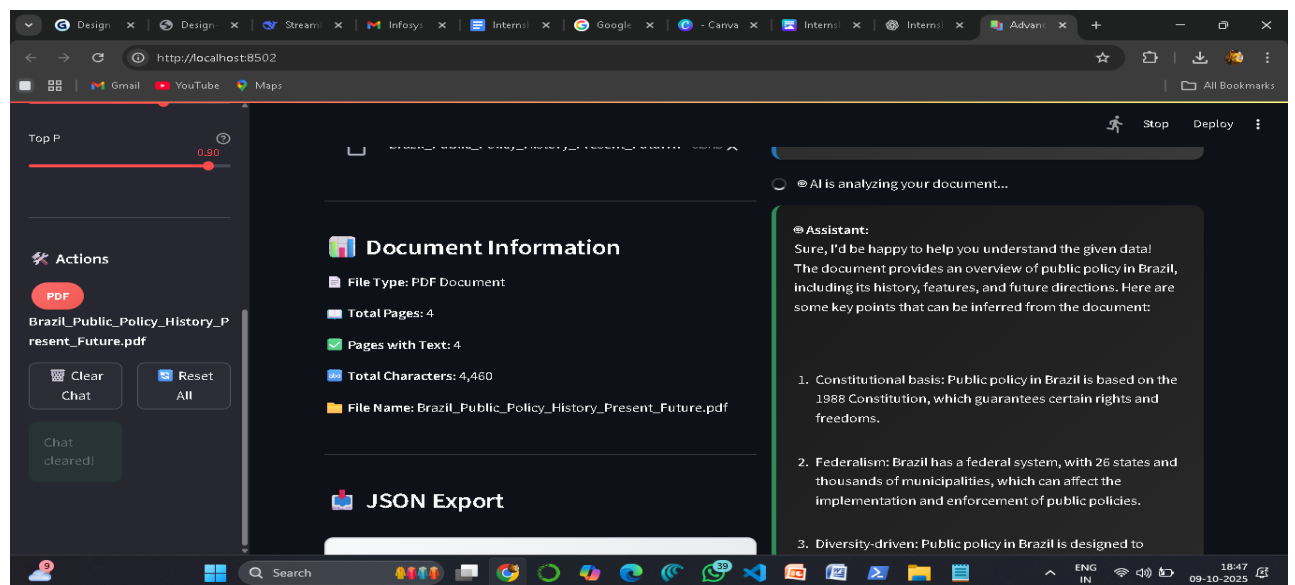 Design
Design-
Streaml
Infosys
Internsl
Google
- Canva
Internsl
Internsl
Advanc
http://localhost:8502
Gmail
YouTube
Maps
All Bookmarks
Stop
Deploy
Top P
0.90
Actions
PDF
Brazil_Public_Policy_History_P
resent_Future.pdf
Clear
Chat
Reset
All
Chat
cleared!
Document Information
File Type: PDF Document
Total Pages: 4
Pages with Text: 4
Total Characters: 4,460
File Name: Brazil_Public_Policy_History_Present_Future.pdf
JSON Export
AI is analyzing your document...
Assistant:
Sure, I'd be happy to help you understand the given data!
The document provides an overview of public policy in Brazil,
including its history, features, and future directions. Here are
some key points that can be inferred from the document:
1. Constitutional basis: Public policy in Brazil is based on the
1988 Constitution, which guarantees certain rights and
freedoms.
2. Federalism: Brazil has a federal system, with 26 states and
thousands of municipalities, which can affect the
implementation and enforcement of public policies.
3. Diversity-driven: Public policy in Brazil is designed to
9
Search
39
ENG
IN
18:47
09-10-2025